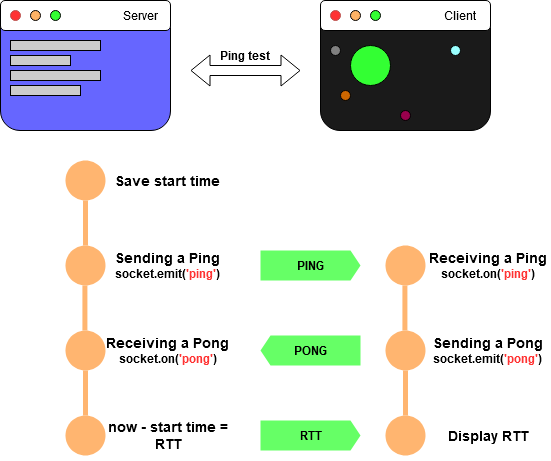 Server
Client
Ping test
Save start time
Sending a Ping
socket.emit('ping')
PING
Receiving a Ping
socket.on('ping')
Receiving a Pong
socket.on('pong')
PONG
Sending a Pong
socket.emit('pong')
now - start time =
RTT
RTT
Display RTT